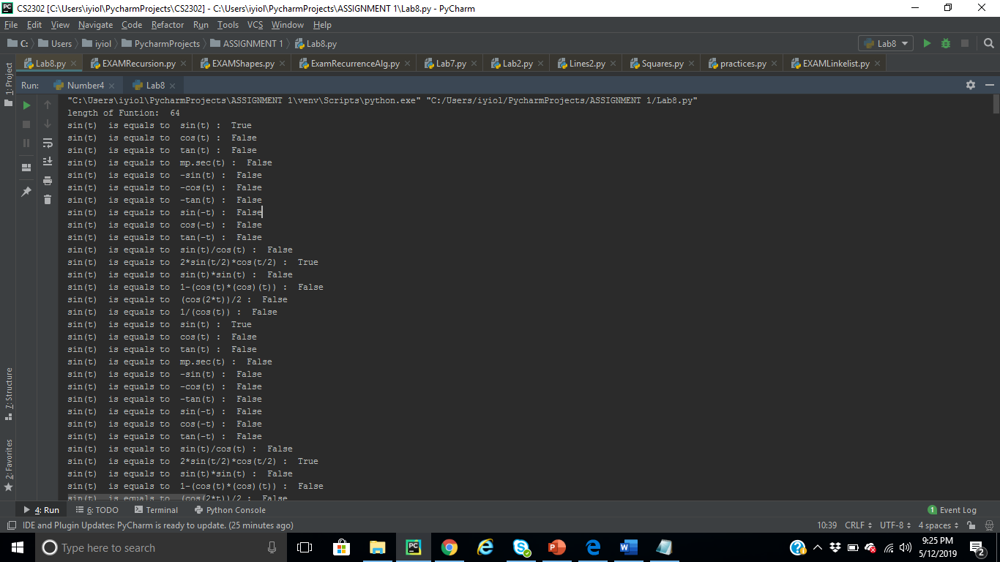 CS2302 [C:\Users\iyiol\PycharmProjects\CS2302] - C:\Users\iyiol\PycharmProjects\ASSIGNMENT 1\Lab8.py - PyCharm
File Edit View Navigate Code Refactor Run Tools VCS Window Help
C: Users iyiol PycharmProjects ASSIGNMENT 1 Lab8.py Lab8
Lab8.py EXAMRecursion.py EXAMShapes.py ExamRecurrenceAlg.py Lab7.py Lab2.py Lines2.py Squares.py practices.py EXAMLinkelist.py
1: Project
Run: Number4 Lab8
"C:\Users\iyiol\PycharmProjects\ASSIGNMENT 1\venv\Scripts\python.exe" "C:/Users/iyiol/PycharmProjects/ASSIGNMENT 1/Lab8.py"
length of Funtion:  64
sin(t)  is equals to  sin(t) :  True
sin(t)  is equals to  cos(t) :  False
sin(t)  is equals to  tan(t) :  False
sin(t)  is equals to  mp.sec(t) :  False
sin(t)  is equals to  -sin(t) :  False
sin(t)  is equals to  -cos(t) :  False
sin(t)  is equals to  -tan(t) :  False
sin(t)  is equals to  sin(-t) :  False
sin(t)  is equals to  cos(-t) :  False
sin(t)  is equals to  tan(-t) :  False
sin(t)  is equals to  sin(t)/cos(t) :  False
sin(t)  is equals to  2*sin(t/2)*cos(t/2) :  True
sin(t)  is equals to  sin(t)*sin(t) :  False
sin(t)  is equals to  1-(cos(t)*(cos)(t)) :  False
sin(t)  is equals to  (cos(2*t))/2 :  False
sin(t)  is equals to  1/(cos(t)) :  False
sin(t)  is equals to  sin(t) :  True
sin(t)  is equals to  cos(t) :  False
sin(t)  is equals to  tan(t) :  False
sin(t)  is equals to  mp.sec(t) :  False
sin(t)  is equals to  -sin(t) :  False
sin(t)  is equals to  -cos(t) :  False
sin(t)  is equals to  -tan(t) :  False
sin(t)  is equals to  sin(-t) :  False
sin(t)  is equals to  cos(-t) :  False
sin(t)  is equals to  tan(-t) :  False
sin(t)  is equals to  sin(t)/cos(t) :  False
sin(t)  is equals to  2*sin(t/2)*cos(t/2) :  True
sin(t)  is equals to  sin(t)*sin(t) :  False
sin(t)  is equals to  1-(cos(t)*(cos)(t)) :  False
sin(t)  is equals to  (cos(2*t))/2 :  False
7: Structure
2: Favorites
4: Run 6: TODO Terminal Python Console 1 Event Log
IDE and Plugin Updates: PyCharm is ready to update. (25 minutes ago) 10:39 CRLF UTF-8 4 spaces
Type here to search
9:25 PM
5/12/2019
2